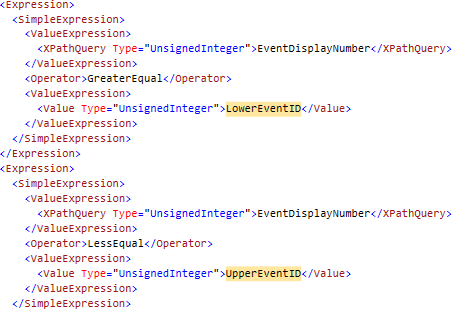 <Expression>
<SimpleExpression>
<ValueExpression>
<XPathQuery Type="UnsignedInteger">EventDisplayNumber</XPathQuery>
</ValueExpression>
<Operator>GreaterEqual</Operator>
<ValueExpression>
<Value Type="UnsignedInteger">LowerEventID</Value>
</ValueExpression>
</SimpleExpression>
</Expression>
<Expression>
<SimpleExpression>
<ValueExpression>
<XPathQuery Type="UnsignedInteger">EventDisplayNumber</XPathQuery>
</ValueExpression>
<Operator>LessEqual</Operator>
<ValueExpression>
<Value Type="UnsignedInteger">UpperEventID</Value>
</ValueExpression>
</SimpleExpression>